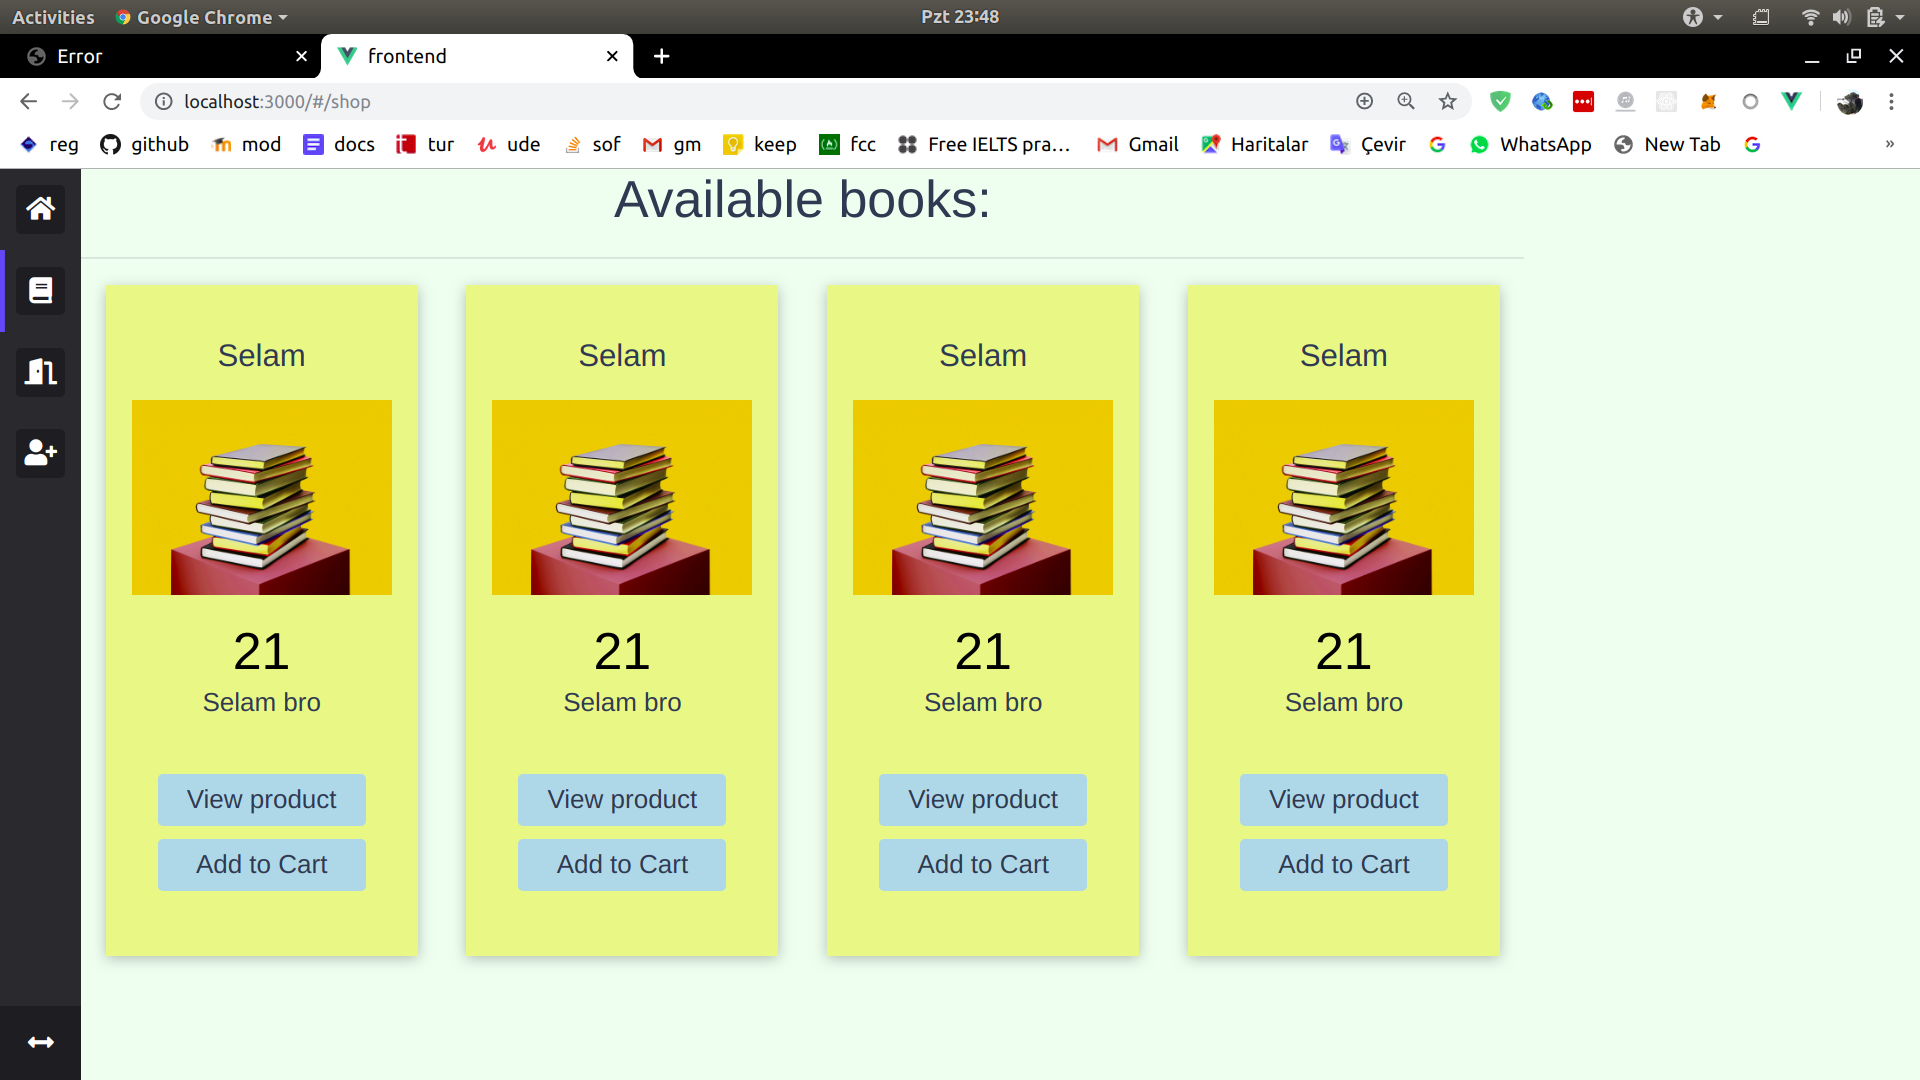 Activities Google Chrome Pzt 23:48
Error frontend
localhost:3000/#/shop
reg github mod docs tur ude sof gm keep fcc Free IELTS pra... Gmail Haritalar Çevir WhatsApp New Tab »
Available books:
Selam Selam Selam Selam
21 21 21 21
Selam bro Selam bro Selam bro Selam bro
View product View product View product View product
Add to Cart Add to Cart Add to Cart Add to Cart